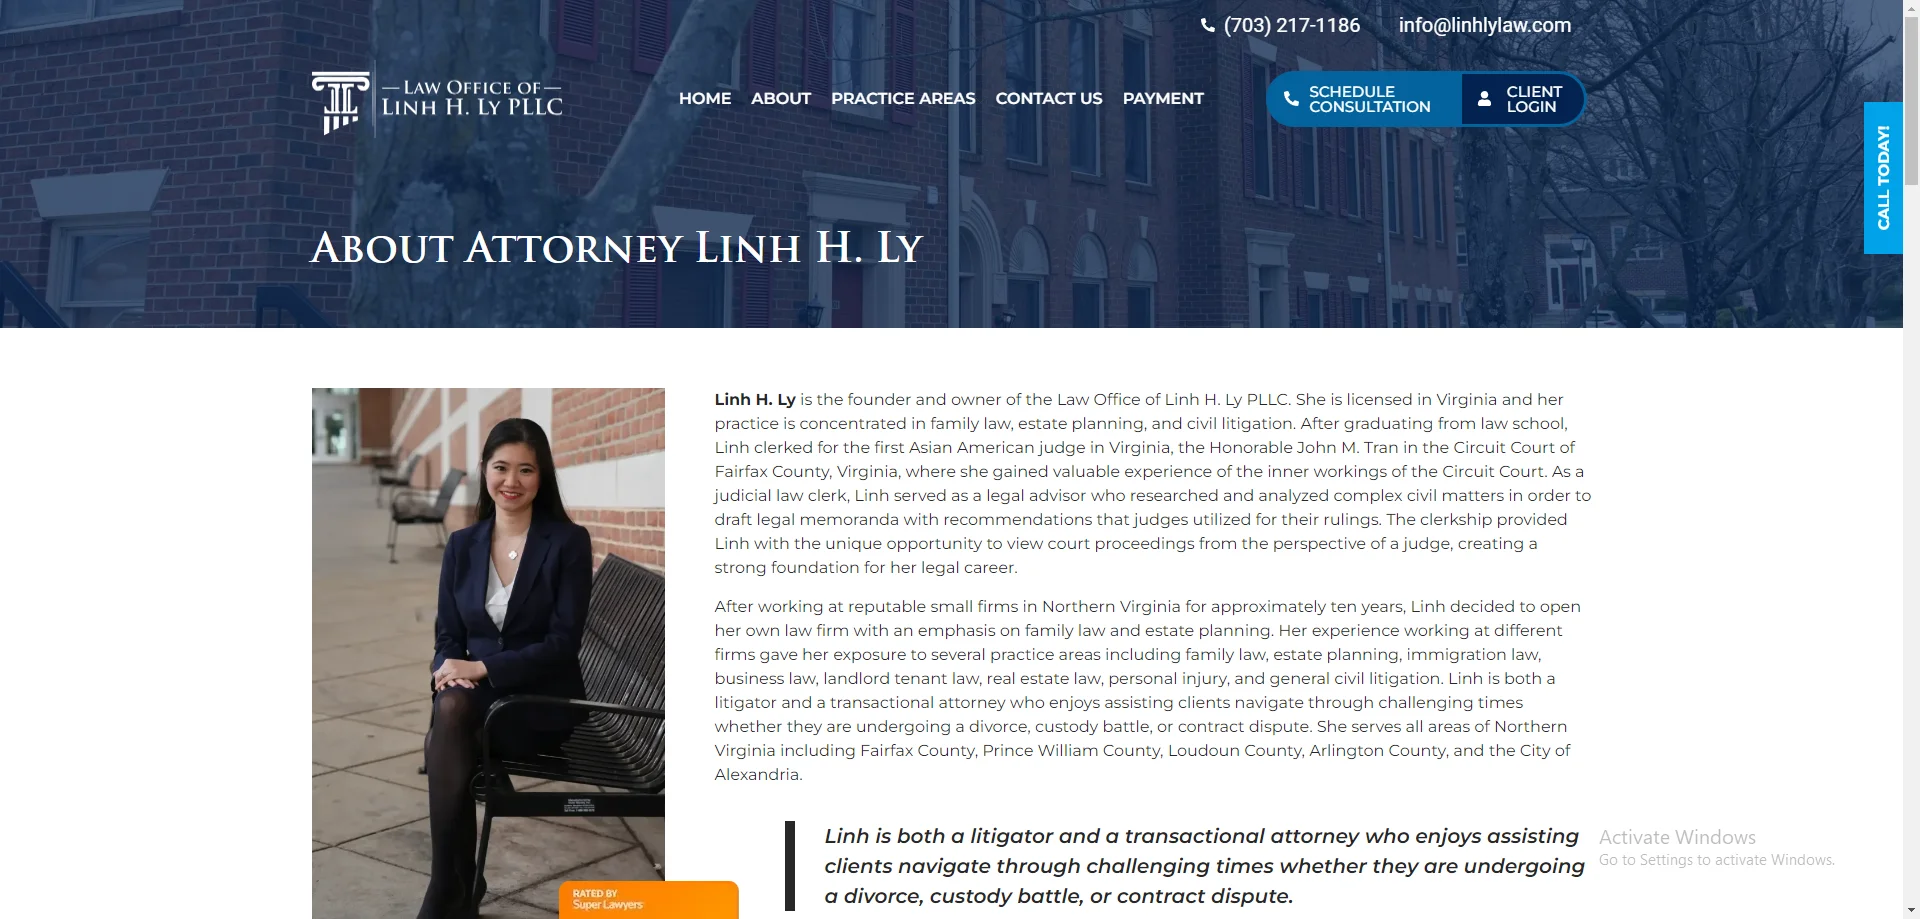 (703) 217-1186 info@linhlylaw.com
LAW OFFICE OF
LINH H. LY PLLC
HOME ABOUT PRACTICE AREAS CONTACT US PAYMENT
SCHEDULE
CONSULTATION
CLIENT
LOGIN
CALL TODAY!
ABOUT ATTORNEY LINH H. LY
Linh H. Ly is the founder and owner of the Law Office of Linh H. Ly PLLC. She is licensed in Virginia and her
practice is concentrated in family law, estate planning, and civil litigation. After graduating from law school,
Linh clerked for the first Asian American judge in Virginia, the Honorable John M. Tran in the Circuit Court of
Fairfax County, Virginia, where she gained valuable experience of the inner workings of the Circuit Court. As a
judicial law clerk, Linh served as a legal advisor who researched and analyzed complex civil matters in order to
draft legal memoranda with recommendations that judges utilized for their rulings. The clerkship provided
Linh with the unique opportunity to view court proceedings from the perspective of a judge, creating a
strong foundation for her legal career.
After working at reputable small firms in Northern Virginia for approximately ten years, Linh decided to open
her own law firm with an emphasis on family law and estate planning. Her experience working at different
firms gave her exposure to several practice areas including family law, estate planning, immigration law,
business law, landlord tenant law, real estate law, personal injury, and general civil litigation. Linh is both a
litigator and a transactional attorney who enjoys assisting clients navigate through challenging times
whether they are undergoing a divorce, custody battle, or contract dispute. She serves all areas of Northern
Virginia including Fairfax County, Prince William County, Loudoun County, Arlington County, and the City of
Alexandria.
Linh is both a litigator and a transactional attorney who enjoys assisting
clients navigate through challenging times whether they are undergoing
a divorce, custody battle, or contract dispute.
Activate Windows
Go to Settings to activate Windows.
RATED BY
Super Lawyers